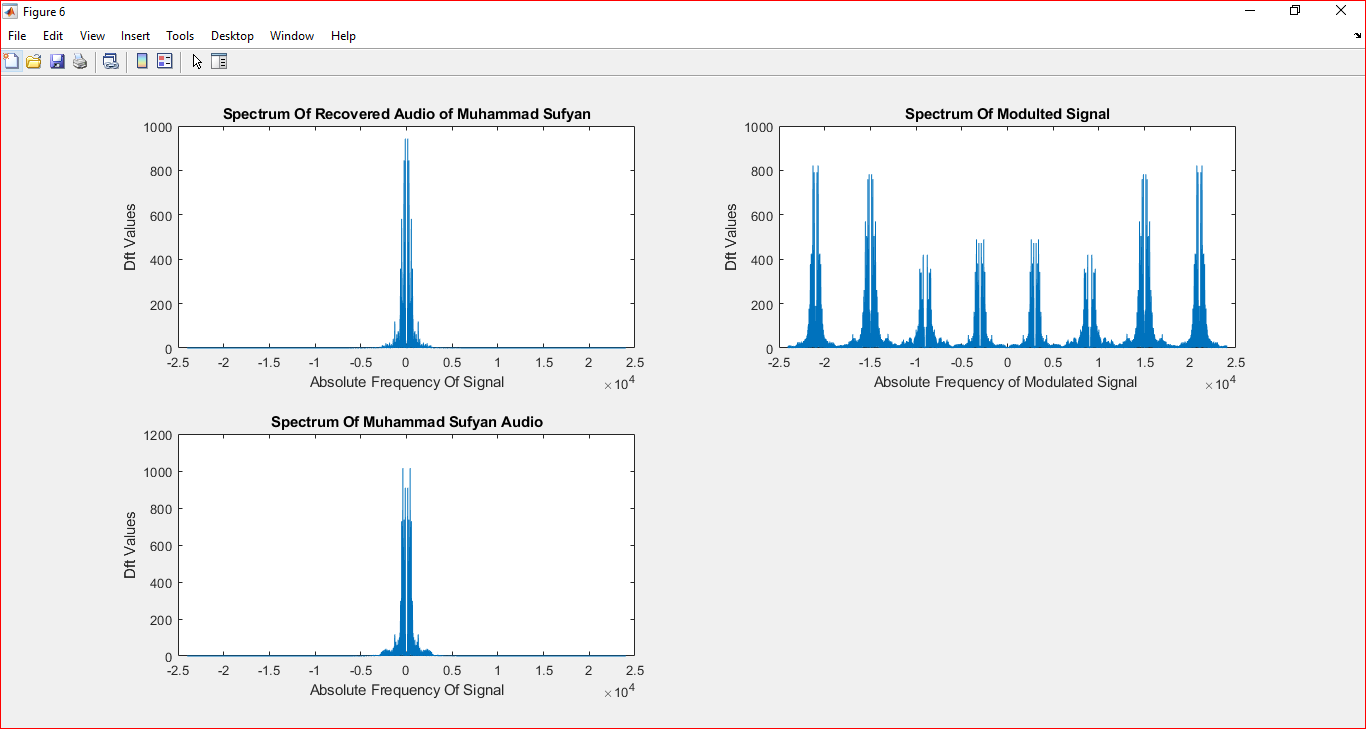 Figure 6
File Edit View Insert Tools Desktop Window Help
Spectrum Of Recovered Audio of Muhammad Sufyan
1000
800
600
400
200
0
Dft Values
-2.5 -2 -1.5 -1 -0.5 0 0.5 1 1.5 2 2.5
Absolute Frequency Of Signal
×10^4
Spectrum Of Modulted Signal
1000
800
600
400
200
0
Dft Values
-2.5 -2 -1.5 -1 -0.5 0 0.5 1 1.5 2 2.5
Absolute Frequency of Modulated Signal
×10^4
Spectrum Of Muhammad Sufyan Audio
1200
1000
800
600
400
200
0
Dft Values
-2.5 -2 -1.5 -1 -0.5 0 0.5 1 1.5 2 2.5
Absolute Frequency Of Signal
×10^4